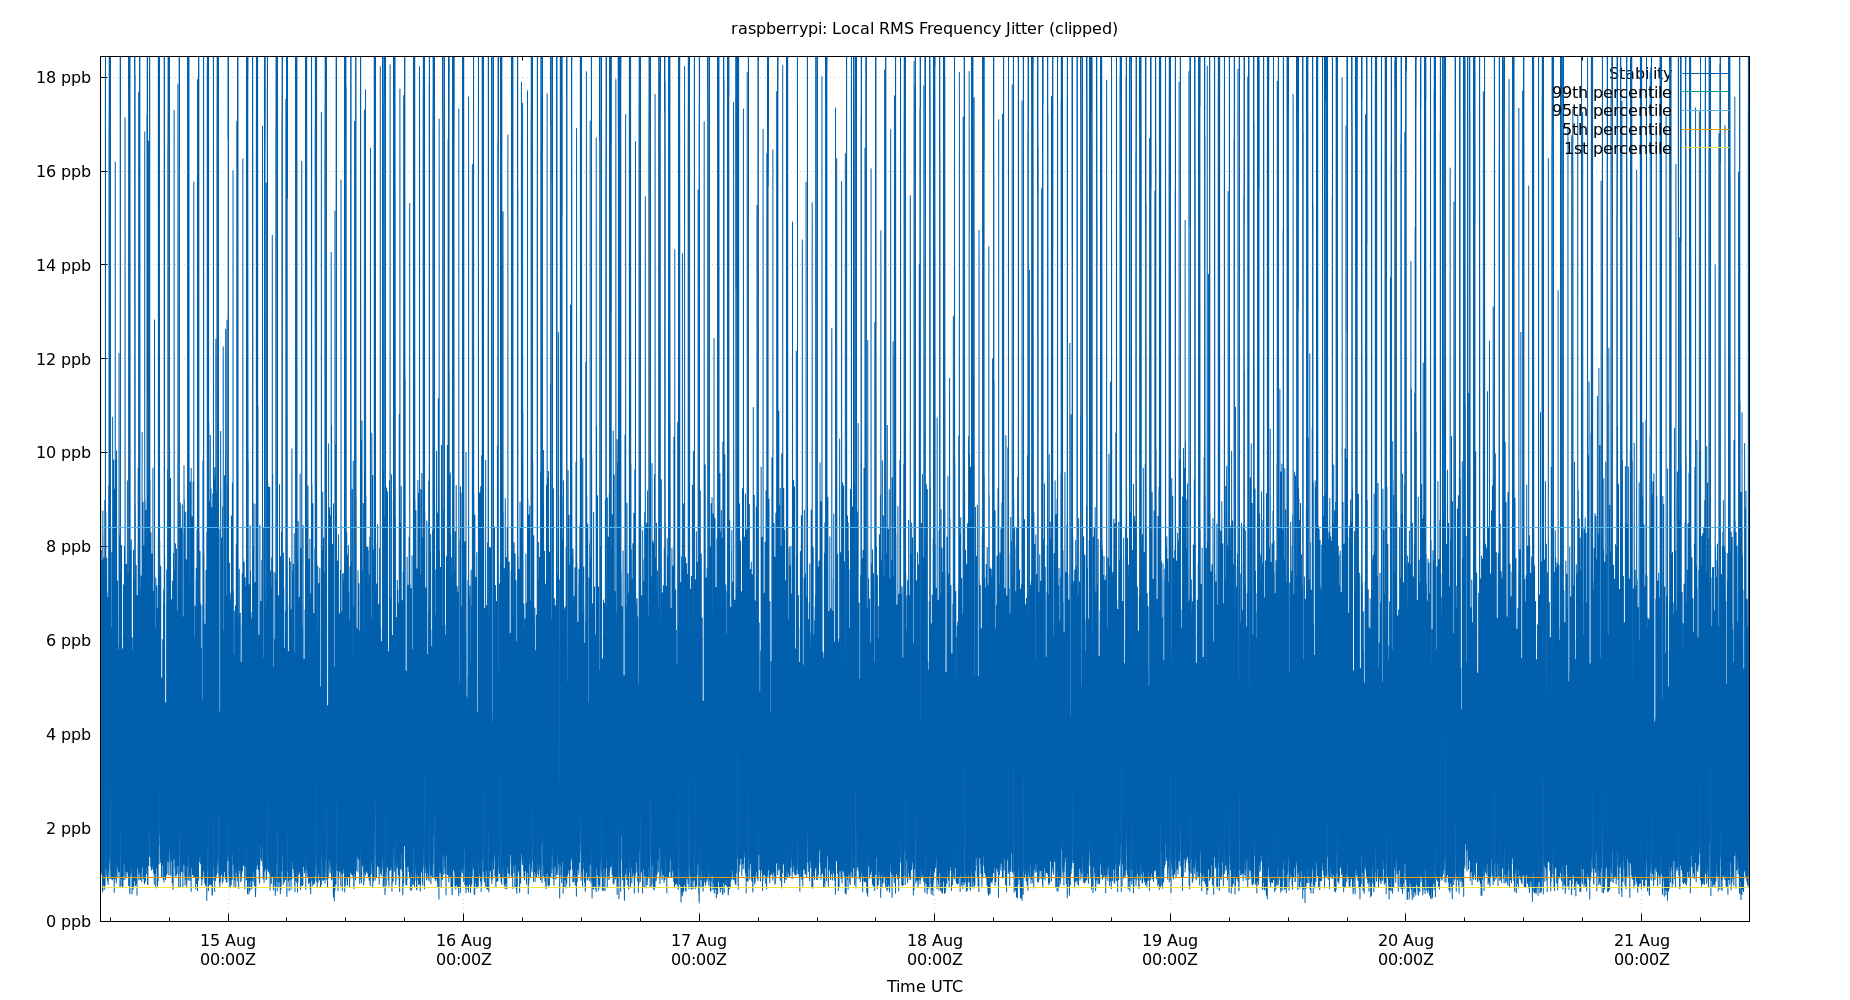 raspberrypi: Local RMS Frequency Jitter (clipped)
18 ppb
16 ppb
14 ppb
12 ppb
10 ppb
8 ppb
6 ppb
4 ppb
2 ppb
0 ppb
Stability
99th percentile
95th percentile
5th percentile
1st percentile
15 Aug
00:00Z
16 Aug
00:00Z
17 Aug
00:00Z
18 Aug
00:00Z
19 Aug
00:00Z
20 Aug
00:00Z
21 Aug
00:00Z
Time UTC